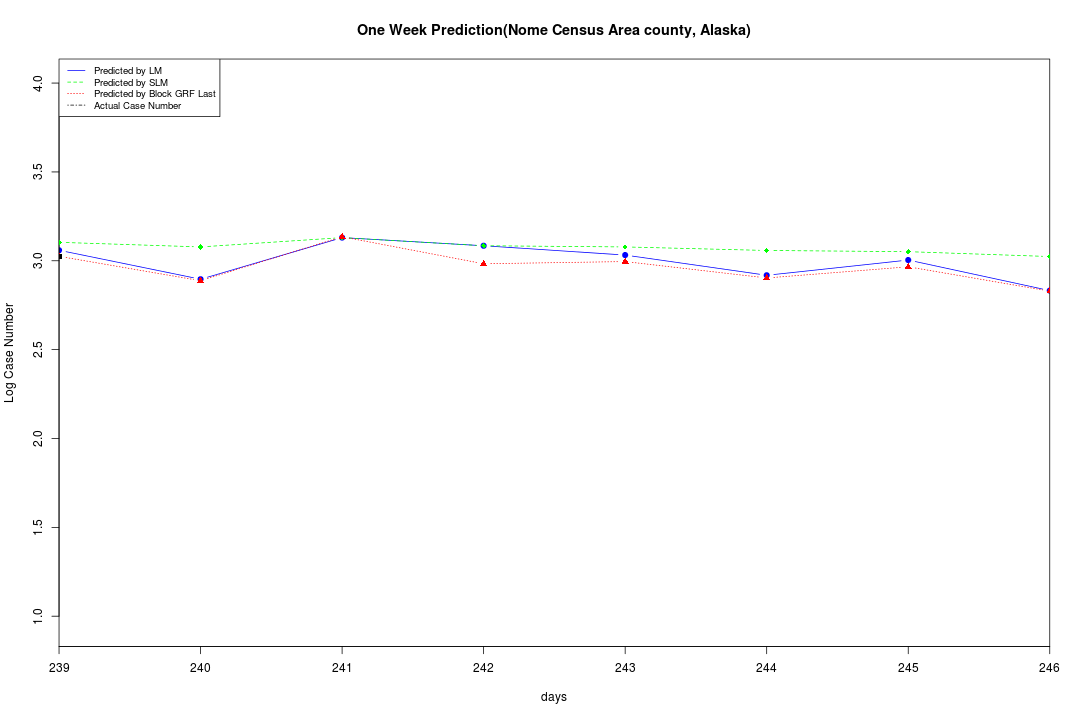 One Week Prediction(Nome Census Area county, Alaska)
Predicted by LM
Predicted by SLM
Predicted by Block GRF Last
Actual Case Number
Log Case Number
4.0
3.5
3.0
2.5
2.0
1.5
1.0
239 240 241 242 243 244 245 246
days